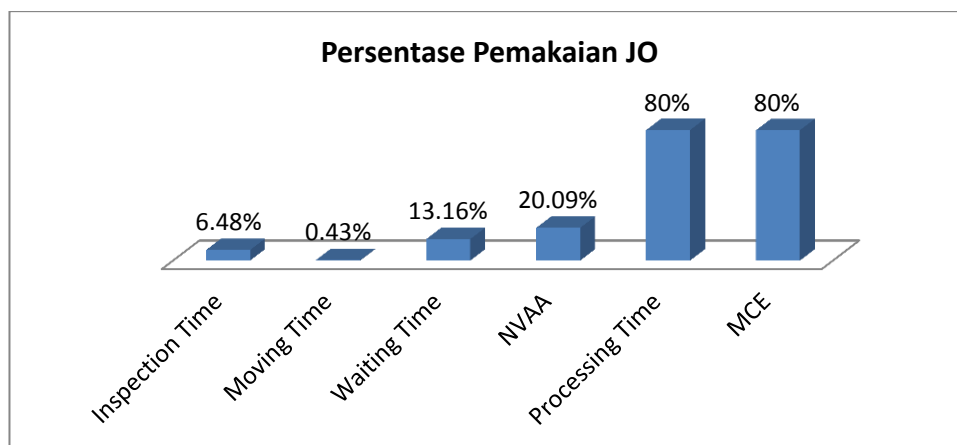 Persentase Pemakaian JO
6.48%
0.43%
13.16%
20.09%
80%
80%
Inspection Time
Moving Time
Waiting Time
NVAA
Processing Time
MCE